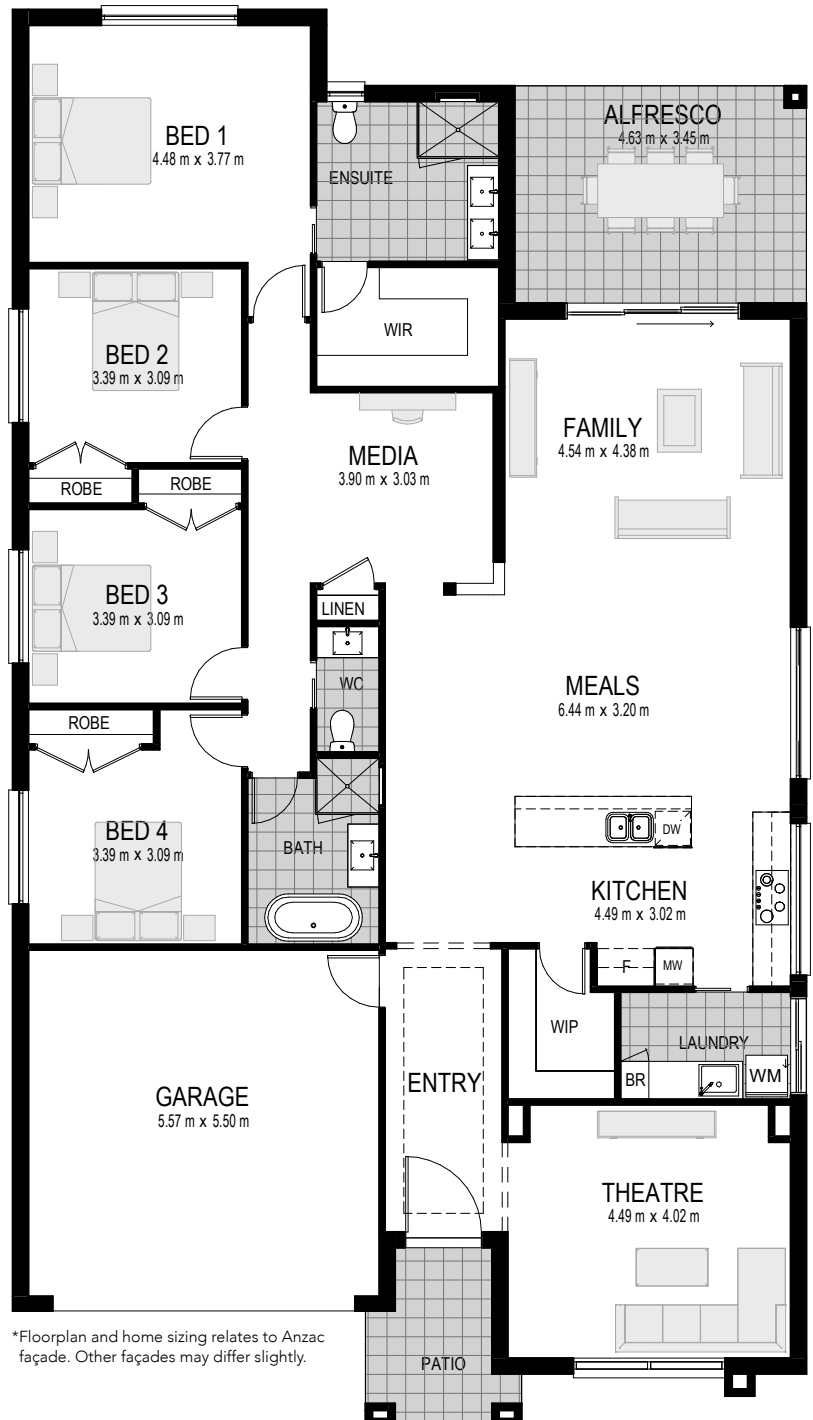 BED 1
4.48 m x 3.77 m
ENSUITE
ALFRESCO
4.63 m x 3.45 m
WIR
BED 2
3.39 m x 3.09 m
ROBE
ROBE
MEDIA
3.90 m x 3.03 m
FAMILY
4.54 m x 4.38 m
BED 3
3.39 m x 3.09 m
LINEN
WC
MEALS
6.44 m x 3.20 m
ROBE
BED 4
3.39 m x 3.09 m
BATH
DW
KITCHEN
4.49 m x 3.02 m
F
MW
WIP
LAUNDRY
BR
WM
GARAGE
5.57 m x 5.50 m
ENTRY
THEATRE
4.49 m x 4.02 m
PATIO
*Floorplan and home sizing relates to Anzac
façade. Other façades may differ slightly.